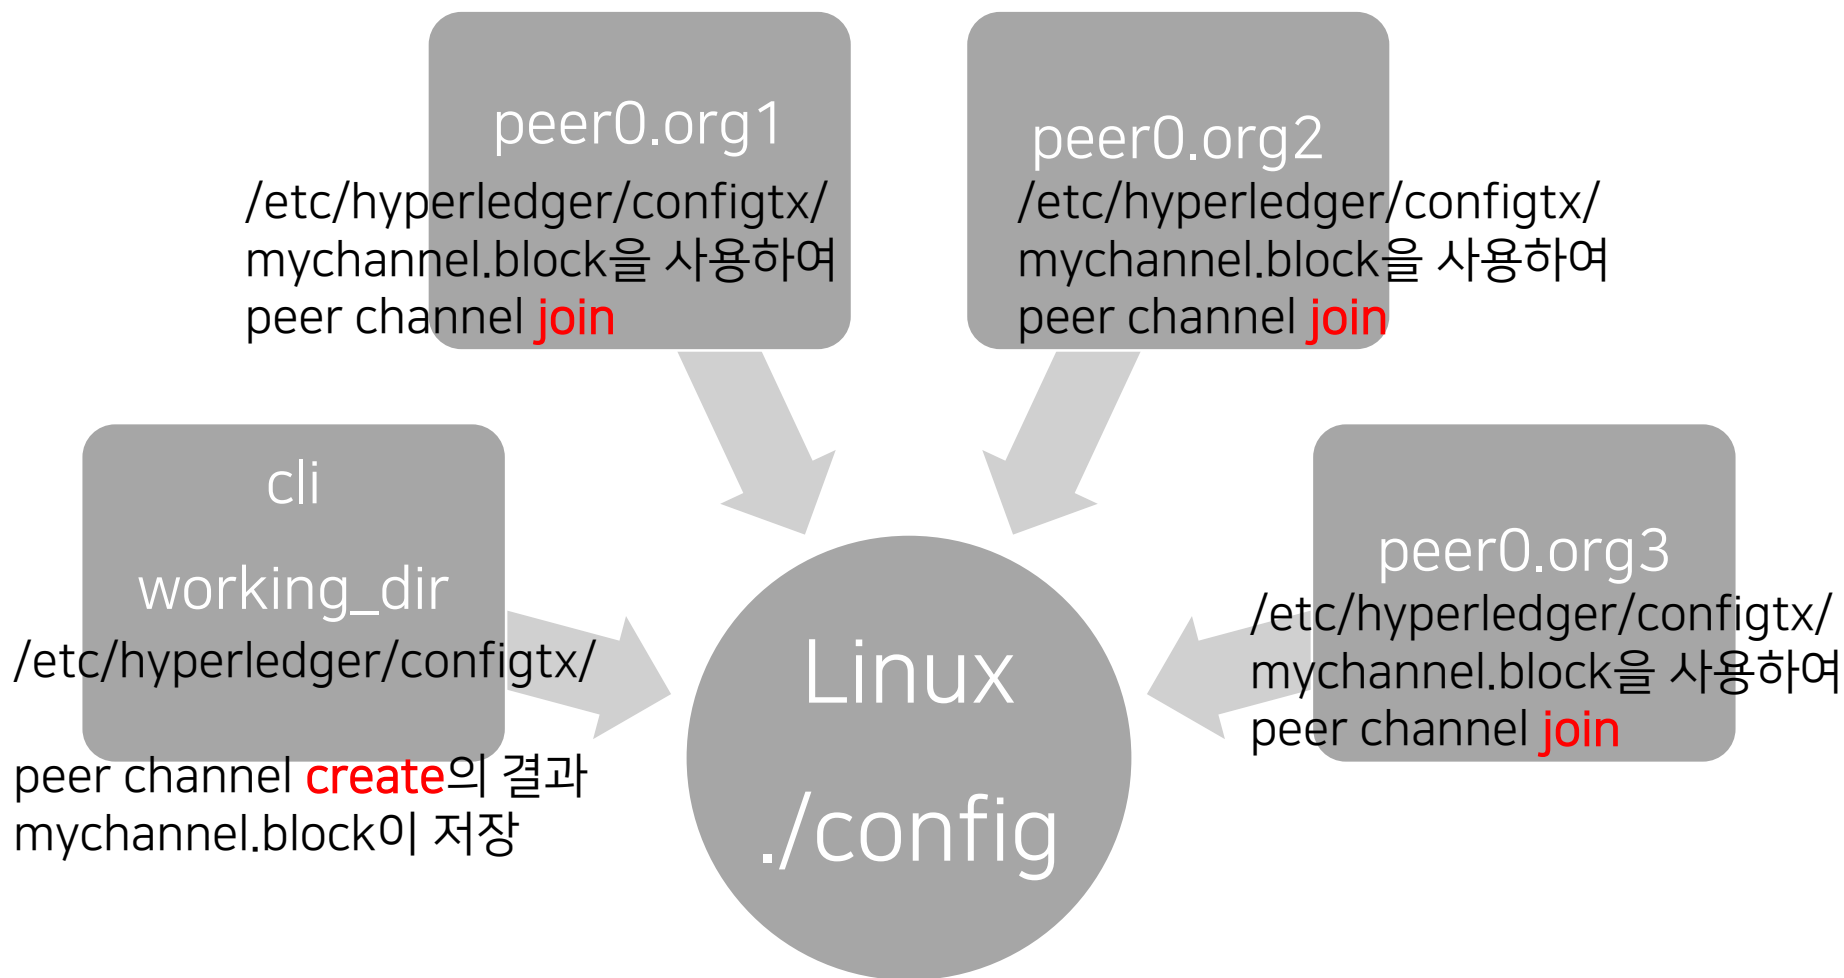 peer0.org1
/etc/hyperledger/configtx/
mychannel.block을 사용하여
peer channel join
peer0.org2
/etc/hyperledger/configtx/
mychannel.block을 사용하여
peer channel join
cli
working_dir
/etc/hyperledger/configtx/
peer channel create의 결과
mychannel.block이 저장
peer0.org3
/etc/hyperledger/configtx/
mychannel.block을 사용하여
peer channel join
Linux
./config